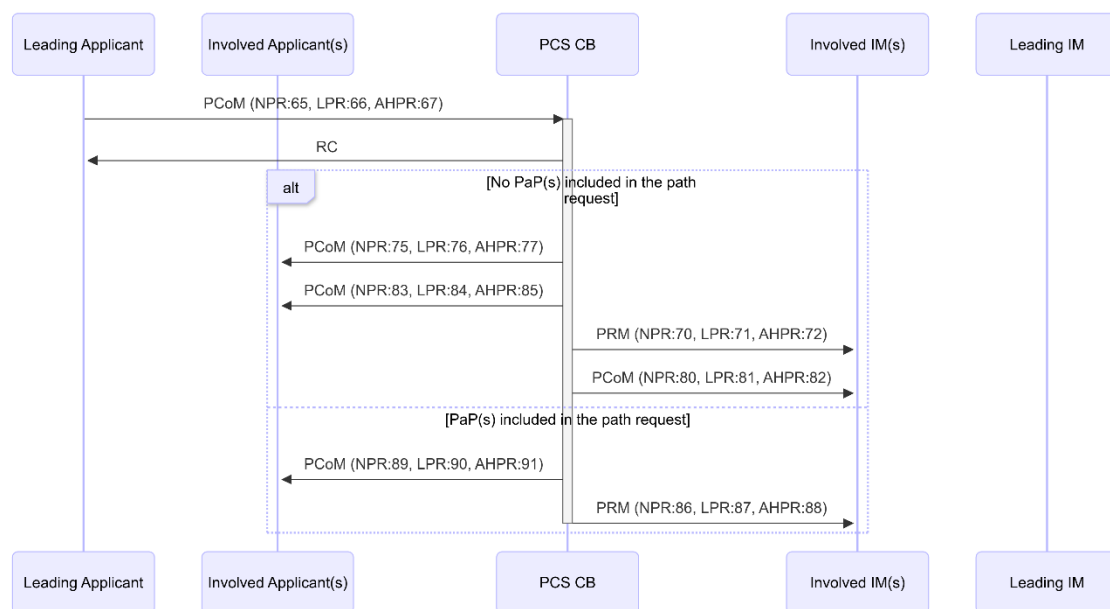 Leading Applicant
Involved Applicant(s)
PCS CB
Involved IM(s)
Leading IM
PCoM (NPR:65, LPR:66, AHPR:67)
RC
alt
[No PaP(s) included in the path
request]
PCoM (NPR:75, LPR:76, AHPR:77)
PCoM (NPR:83, LPR:84, AHPR:85)
PRM (NPR:70, LPR:71, AHPR:72)
PCoM (NPR:80, LPR:81, AHPR:82)
[PaP(s) included in the path request]
PCoM (NPR:89, LPR:90, AHPR:91)
PRM (NPR:86, LPR:87, AHPR:88)
Leading Applicant
Involved Applicant(s)
PCS CB
Involved IM(s)
Leading IM